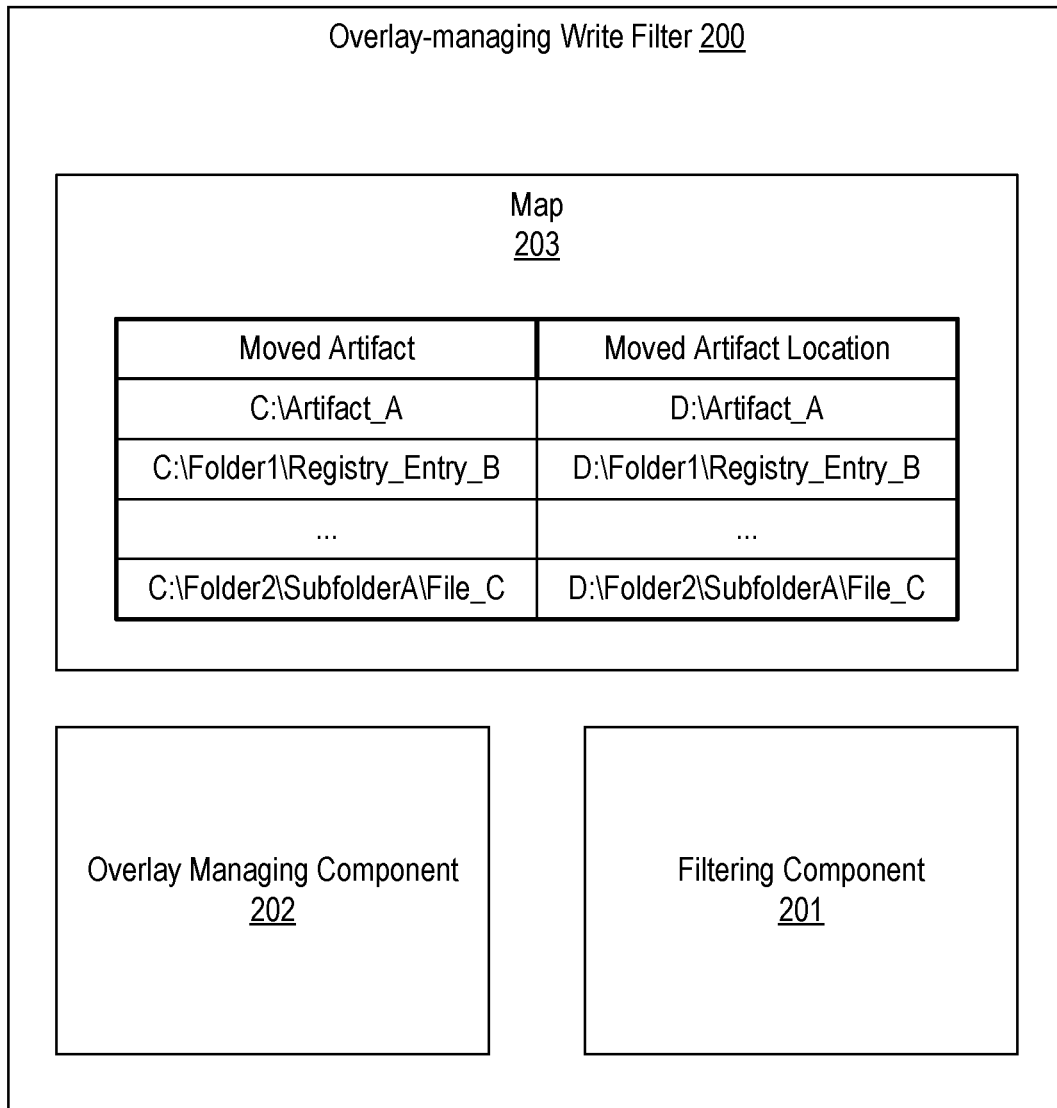 Overlay-managing Write Filter 200
Map
203
Moved Artifact Moved Artifact Location
C:\Artifact_A D:\Artifact_A
C:\Folder1\Registry_Entry_B D:\Folder1\Registry_Entry_B
... ...
C:\Folder2\SubfolderA\File_C D:\Folder2\SubfolderA\File_C
Overlay Managing Component
202
Filtering Component
201